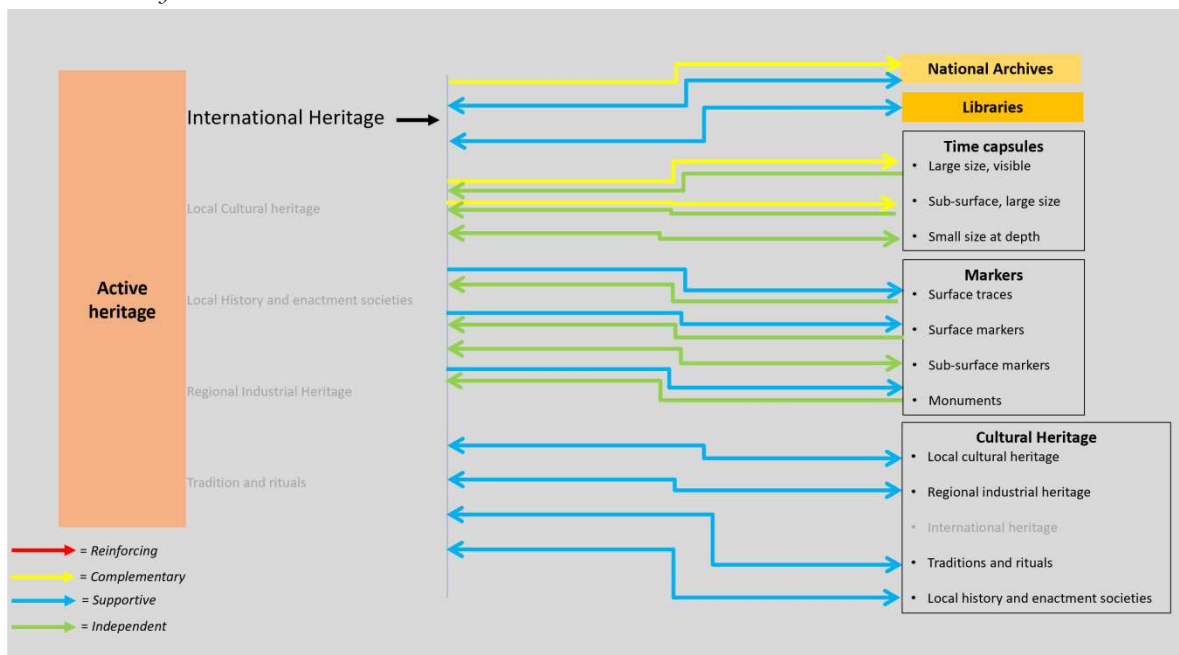 National Archives
International Heritage
Libraries
Time capsules
• Large size, visible
Local Cultural heritage
• Sub-surface, large size
• Small size at depth
Active
heritage
Markers
Local History and enactment societies
• Surface traces
• Surface markers
• Sub-surface markers
Regional Industrial Heritage
• Monuments
Cultural Heritage
• Local cultural heritage
Tradition and rituals
• Regional industrial heritage
• International heritage
• Traditions and rituals
• Local history and enactment societies
= Reinforcing
= Complementary
= Supportive
= Independent